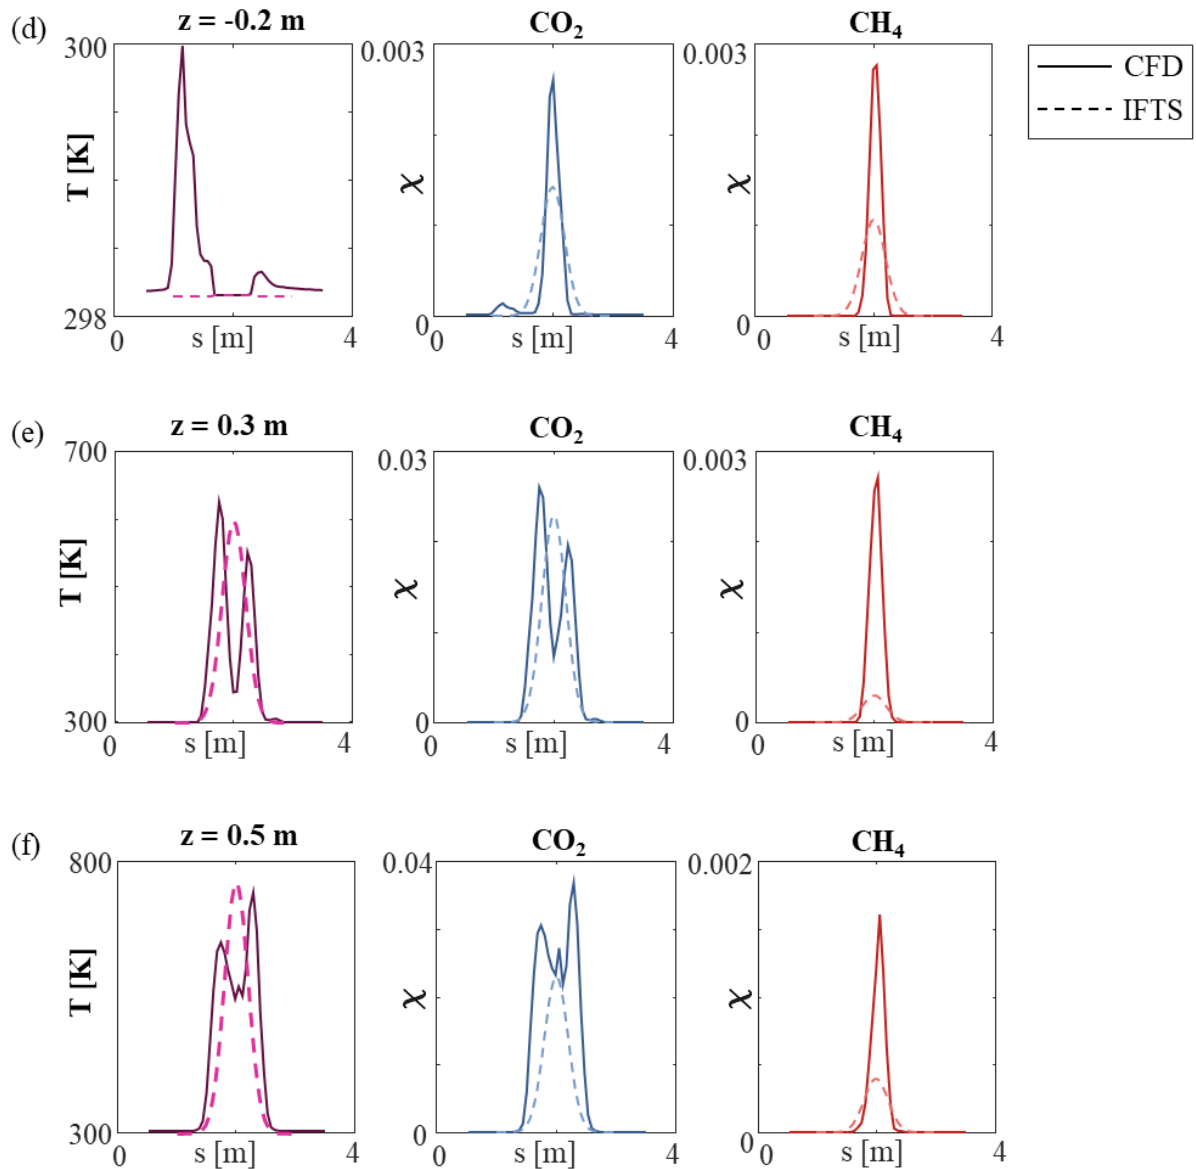 (d)
z = -0.2 m
CO₂
CH₄
300
298
T [K]
0
s [m]
4
0.003
0
χ
0
s [m]
4
0.003
0
χ
0
s [m]
4
CFD
IFTS
(e)
z = 0.3 m
CO₂
CH₄
700
300
T [K]
0
s [m]
4
0.03
0
χ
0
s [m]
4
0.003
0
χ
0
s [m]
4
(f)
z = 0.5 m
CO₂
CH₄
800
300
T [K]
0
s [m]
4
0.04
0
χ
0
s [m]
4
0.002
0
χ
0
s [m]
4